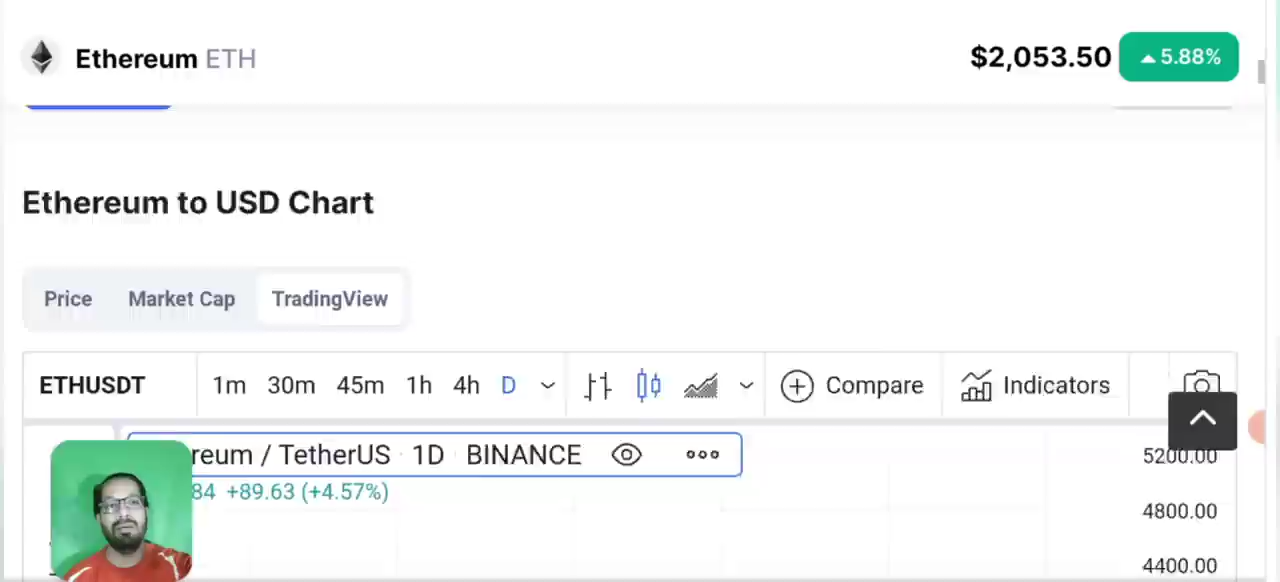 Ethereum ETH
$2,053.50 5.88%
Ethereum to USD Chart
Price Market Cap TradingView
ETHUSDT 1m 30m 45m 1h 4h D Compare Indicators
reum / TetherUS · 1D · BINANCE
84 +89.63 (+4.57%)
5200.00
4800.00
4400.00